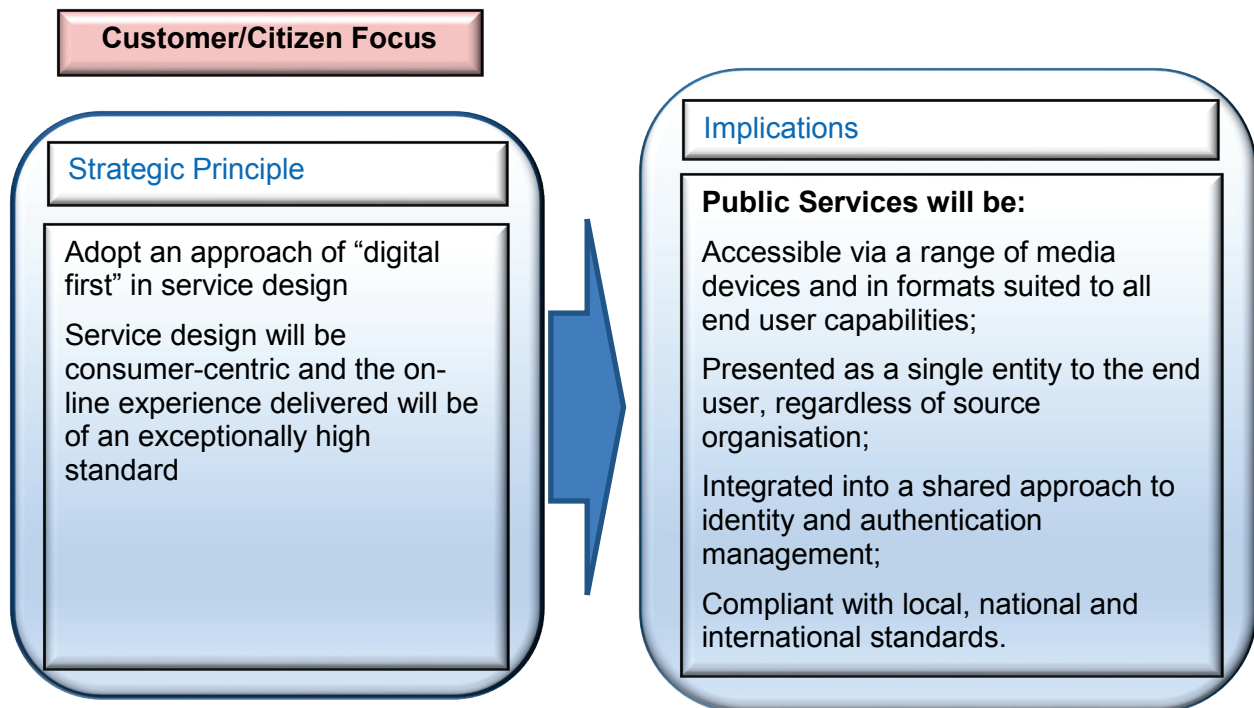 Customer/Citizen Focus
Strategic Principle
Adopt an approach of “digital
first” in service design
Service design will be
consumer-centric and the on-
line experience delivered will be
of an exceptionally high
standard
Implications
Public Services will be:
Accessible via a range of media
devices and in formats suited to all
end user capabilities;
Presented as a single entity to the end
user, regardless of source
organisation;
Integrated into a shared approach to
identity and authentication
management;
Compliant with local, national and
international standards.